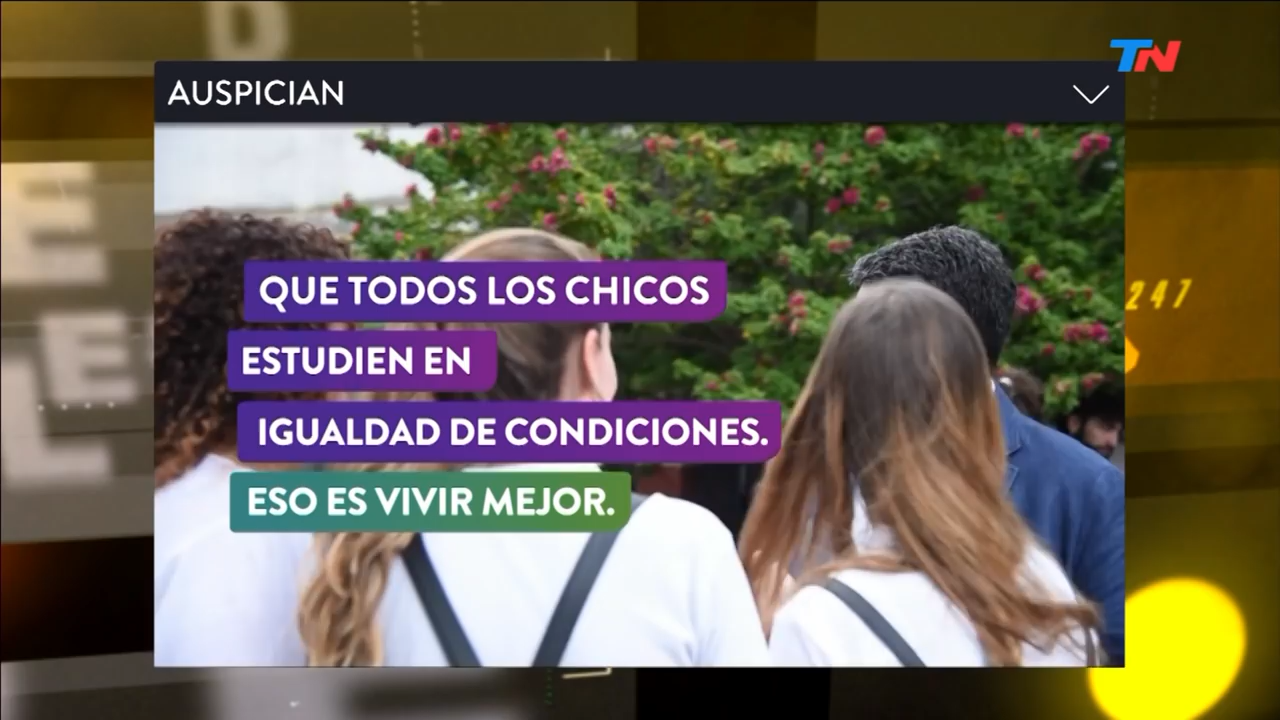 TN
AUSPICIAN
QUE TODOS LOS CHICOS
ESTUDIEN EN
IGUALDAD DE CONDICIONES.
ESO ES VIVIR MEJOR.
247